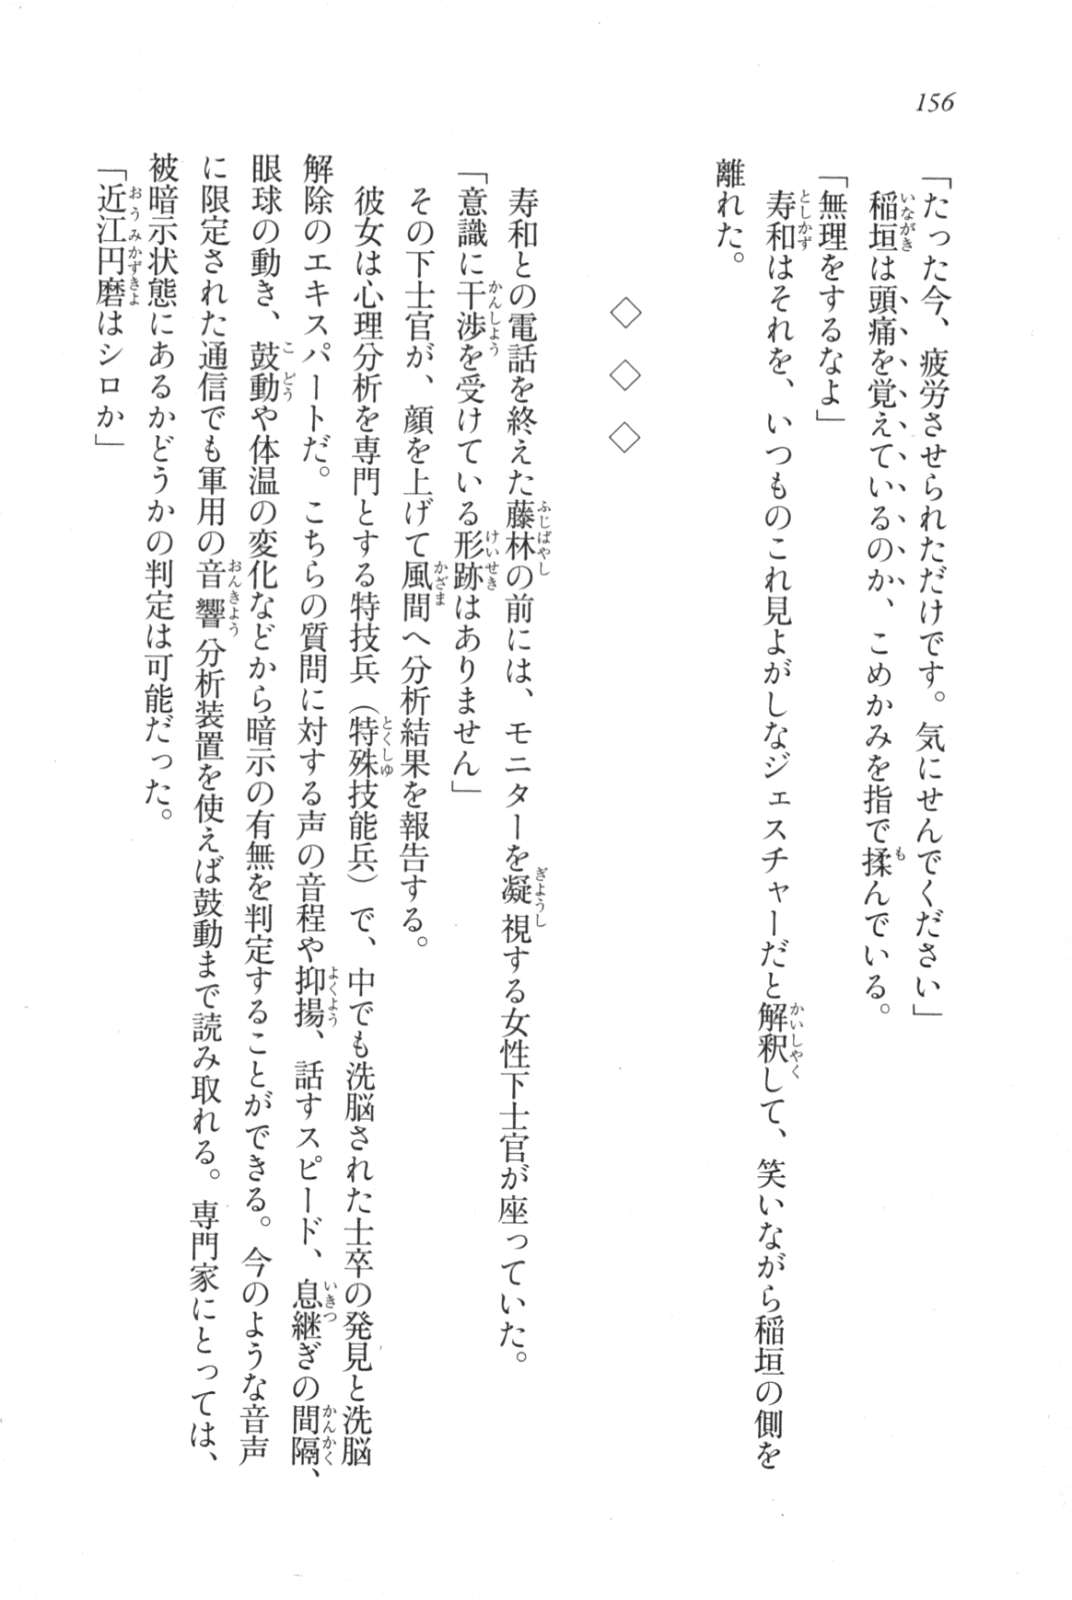 156
「たった今、疲労させられただけです。気にせんでください」
稲垣は頭痛を覚えているのか、こめかみを指で揉んでいる。
「無理をするなよ」
寿和はそれを、いつものこれ見よがしなジェスチャーだと解釈して、笑いながら稲垣の側を
離れた。
◇ ◇ ◇
寿和との電話を終えた藤林の前には、モニターを凝視する女性下士官が座っていた。
「意識に干渉を受けている形跡はありません」
その下士官が、顔を上げて風間へ分析結果を報告する。
彼女は心理分析を専門とする特技兵（特殊技能兵）で、中でも洗脳された士卒の発見と洗脳
解除のエキスパートだ。こちらの質問に対する声の音程や抑揚、話すスピード、息継ぎの間隔、
眼球の動き、鼓動や体温の変化などから暗示の有無を判定することができる。今のような音声
に限定された通信でも軍用の音響分析装置を使えば鼓動まで読み取れる。専門家にとっては、
被暗示状態にあるかどうかの判定は可能だった。
「近江円磨はシロか」